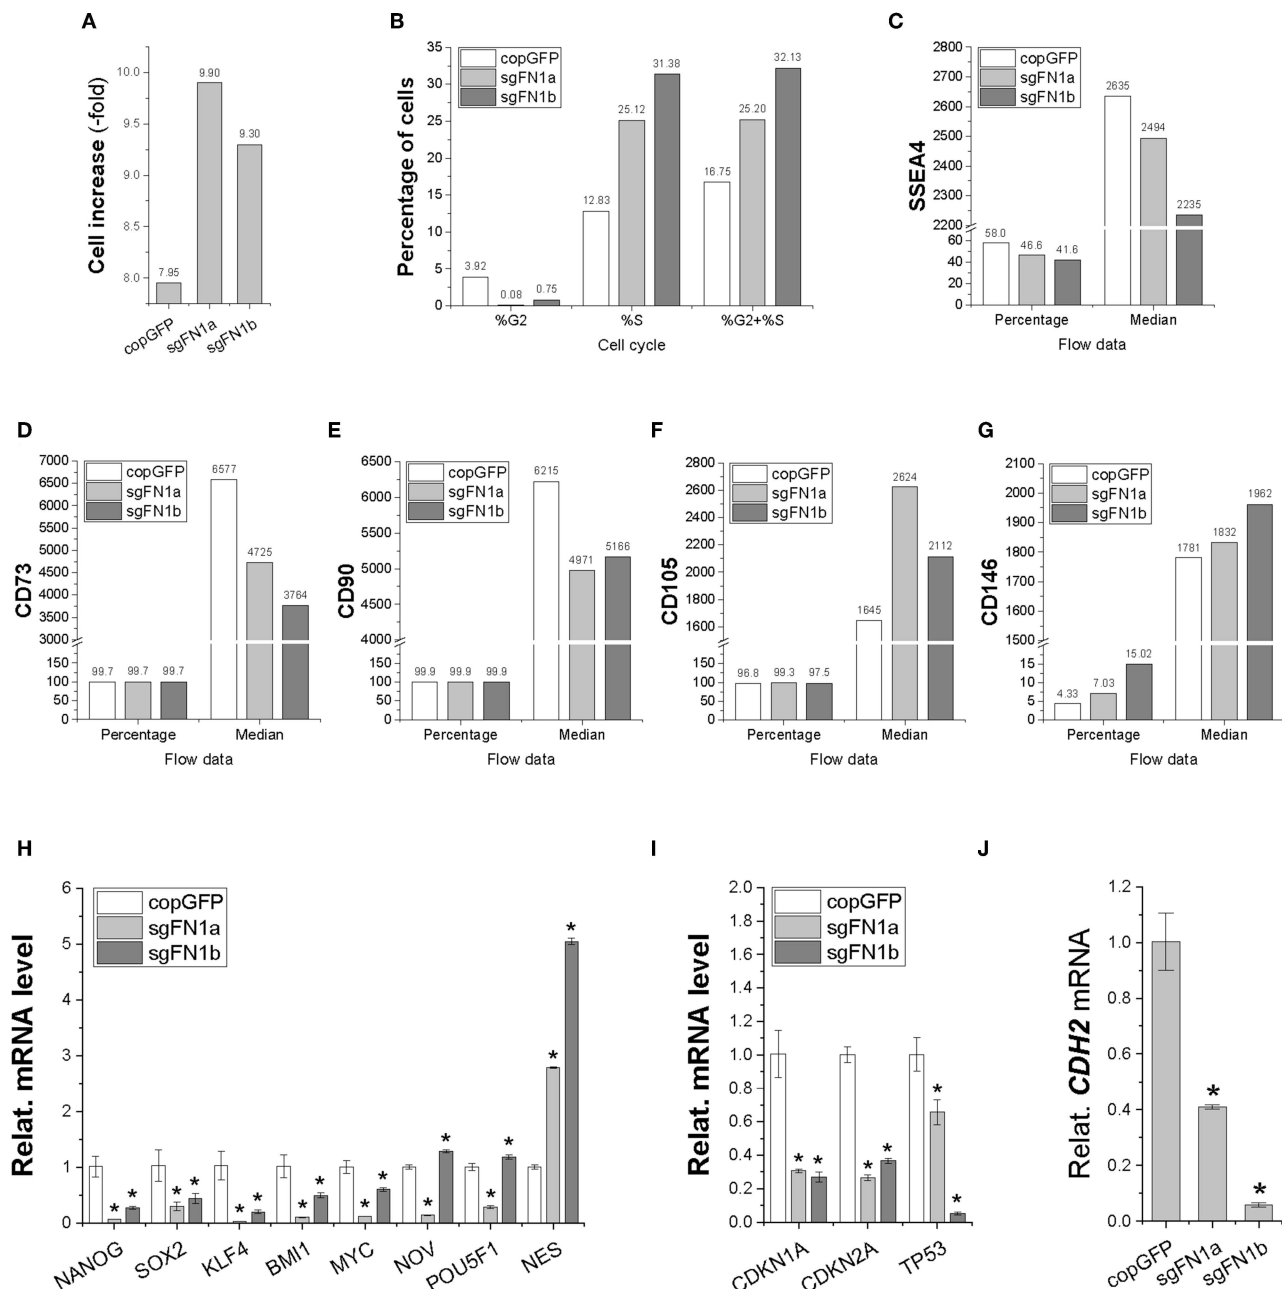 A
Cell increase (-fold)
10.0
9.5
9.0
8.5
8.0
7.95
9.90
9.30
copGFP
sgFN1a
sgFN1b
B
Percentage of cells
35
30
25
20
15
10
5
0
copGFP
sgFN1a
sgFN1b
3.92
0.08
0.75
12.83
25.12
31.38
16.75
25.20
32.13
%G2
%S
%G2+%S
Cell cycle
C
SSEA4
2800
2700
2600
2500
2400
2300
2200
60
40
20
0
copGFP
sgFN1a
sgFN1b
58.0
46.6
41.6
2635
2494
2235
Percentage
Median
Flow data
D
CD73
7000
6500
6000
5500
5000
4500
4000
3500
3000
150
100
50
0
copGFP
sgFN1a
sgFN1b
99.7
99.7
99.7
6577
4725
3764
Percentage
Median
Flow data
E
CD90
6500
6000
5500
5000
4500
4000
150
100
50
0
copGFP
sgFN1a
sgFN1b
99.9
99.9
99.9
6215
4971
5166
Percentage
Median
Flow data
F
CD105
2800
2600
2400
2200
2000
1800
1600
150
100
50
0
copGFP
sgFN1a
sgFN1b
96.8
99.3
97.5
1645
2624
2112
Percentage
Median
Flow data
G
CD146
2100
2000
1900
1800
1700
1600
1500
15
10
5
0
copGFP
sgFN1a
sgFN1b
4.33
7.03
15.02
1781
1832
1962
Percentage
Median
Flow data
H
Relat. mRNA level
6
5
4
3
2
1
0
copGFP
sgFN1a
sgFN1b
* * * * * * * * * * * * * * * *
NANOG
SOX2
KLF4
BMI1
MYC
NOV
POU5F1
NES
I
Relat. mRNA level
2.0
1.8
1.6
1.4
1.2
1.0
0.8
0.6
0.4
0.2
0.0
copGFP
sgFN1a
sgFN1b
* * * * * *
CDKN1A
CDKN2A
TP53
J
Relat. CDH2 mRNA
1.2
1.0
0.8
0.6
0.4
0.2
0.0
* *
copGFP
sgFN1a
sgFN1b